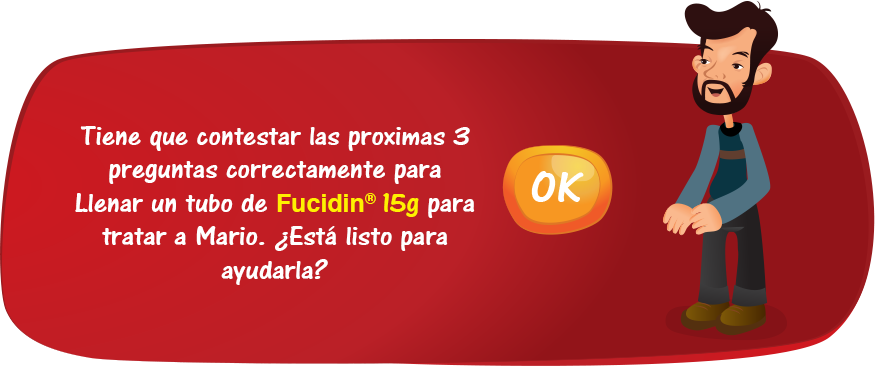 Tiene que contestar las proximas 3
preguntas correctamente para
Llenar un tubo de Fucidin® 15g para
tratar a Mario. ¿Está listo para
ayudarla?
OK